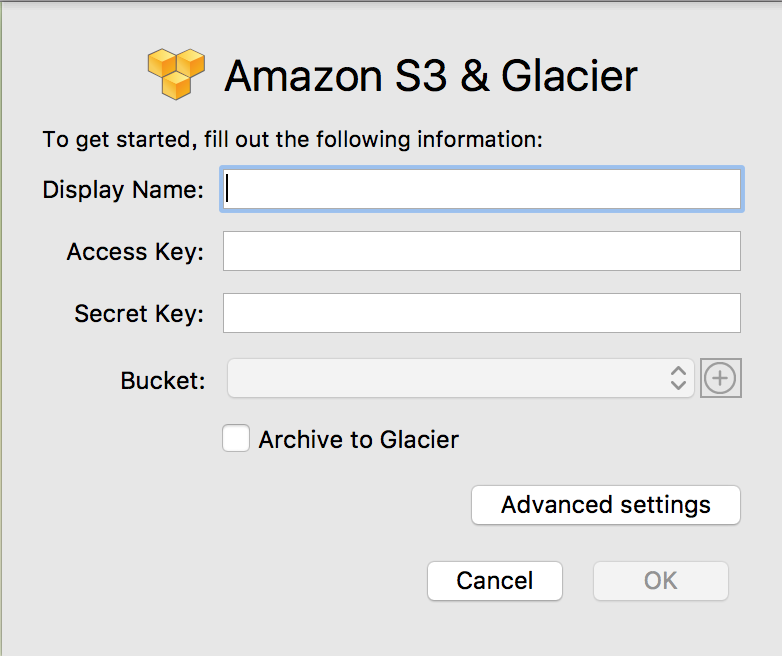 Amazon S3 & Glacier
To get started, fill out the following information:
Display Name:
Access Key:
Secret Key:
Bucket:
Archive to Glacier
Advanced settings
Cancel OK